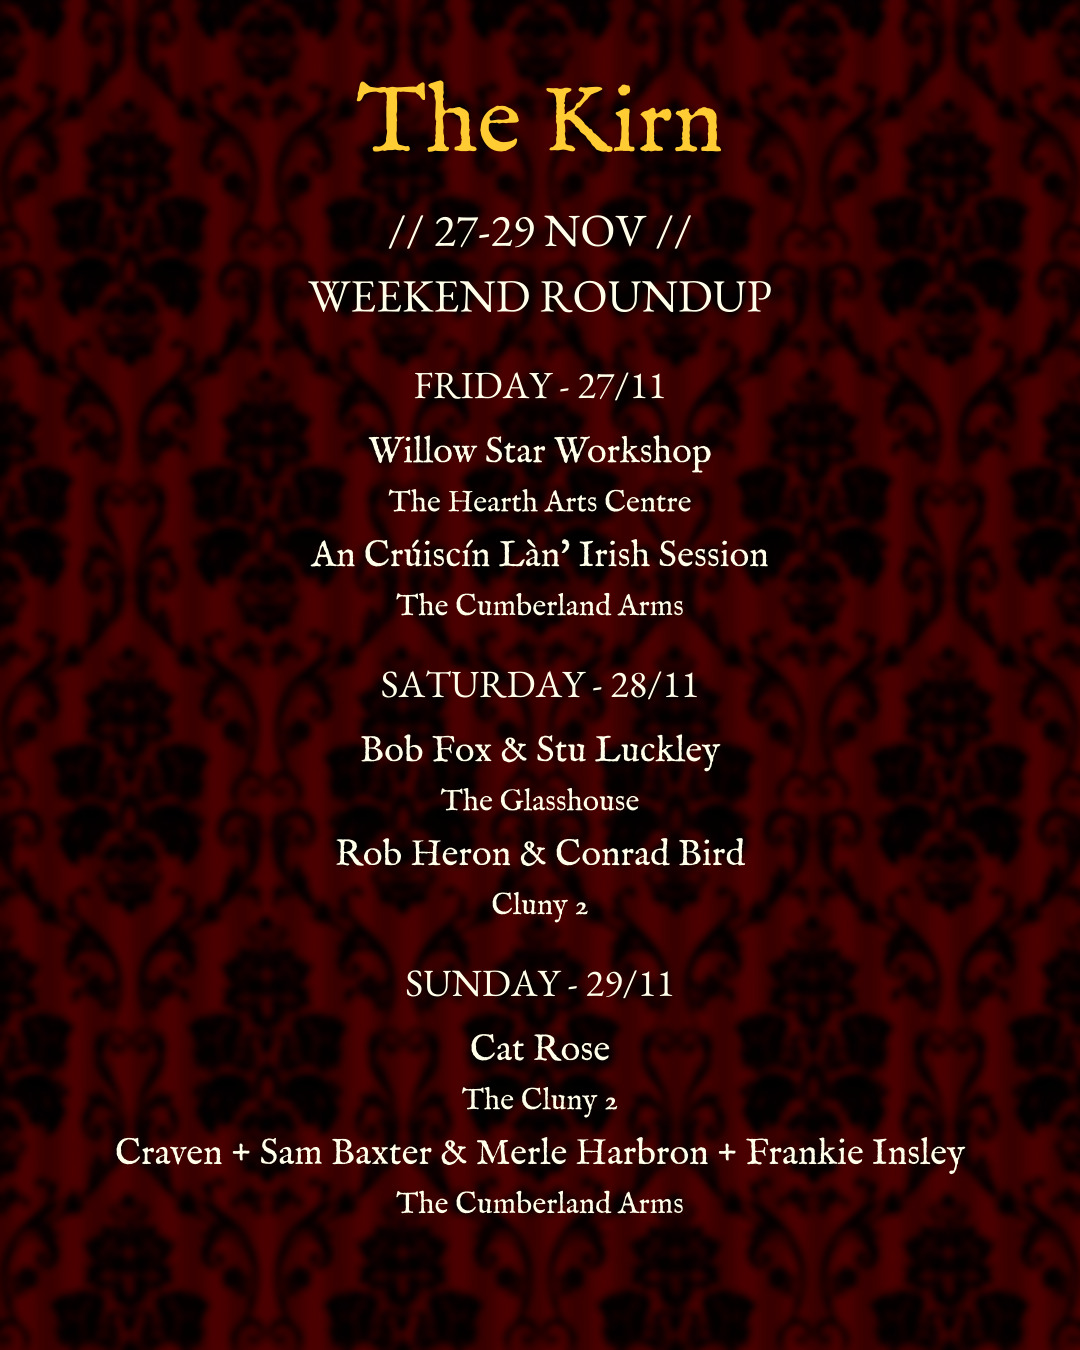 The Kirn
// 27-29 NOV //
WEEKEND ROUNDUP
FRIDAY - 27/11
Willow Star Workshop
The Hearth Arts Centre
An Crúiscín Làn’ Irish Session
The Cumberland Arms
SATURDAY - 28/11
Bob Fox & Stu Luckley
The Glasshouse
Rob Heron & Conrad Bird
Cluny 2
SUNDAY - 29/11
Cat Rose
The Cluny 2
Craven + Sam Baxter & Merle Harbron + Frankie Insley
The Cumberland Arms